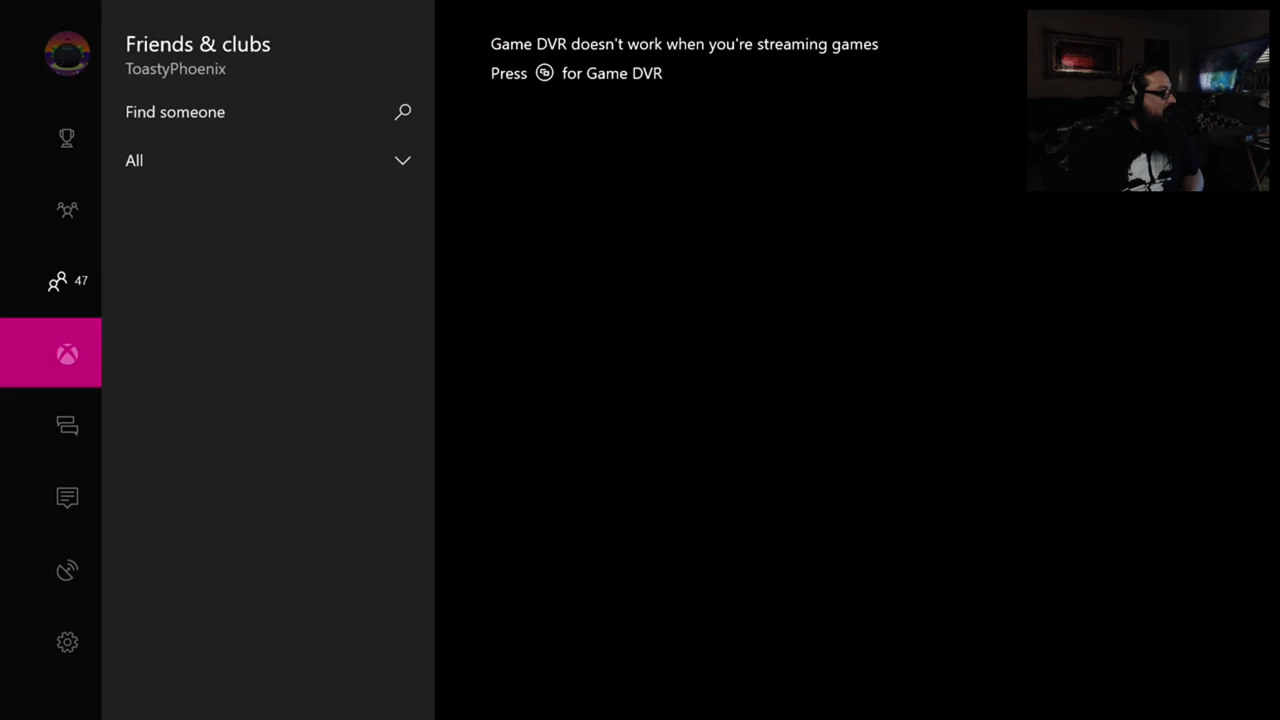 Friends & clubs
ToastyPhoenix
Find someone
All
47
Game DVR doesn't work when you're streaming games
Press for Game DVR